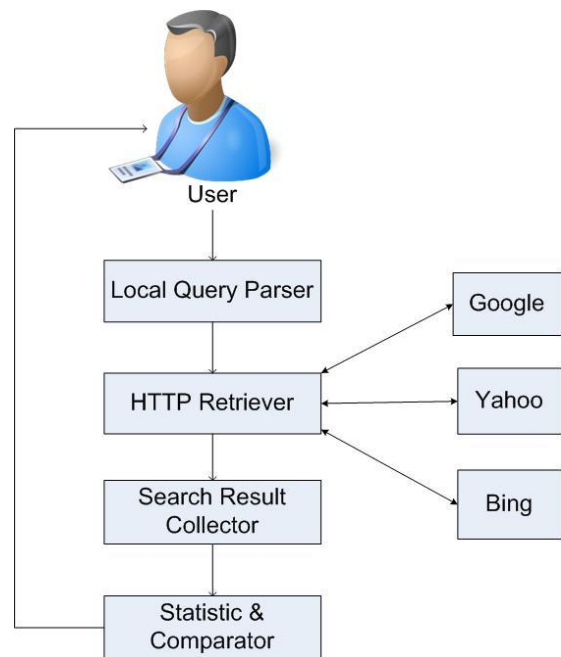 User
Local Query Parser
Google
HTTP Retriever
Yahoo
Search Result
Collector
Bing
Statistic &
Comparator